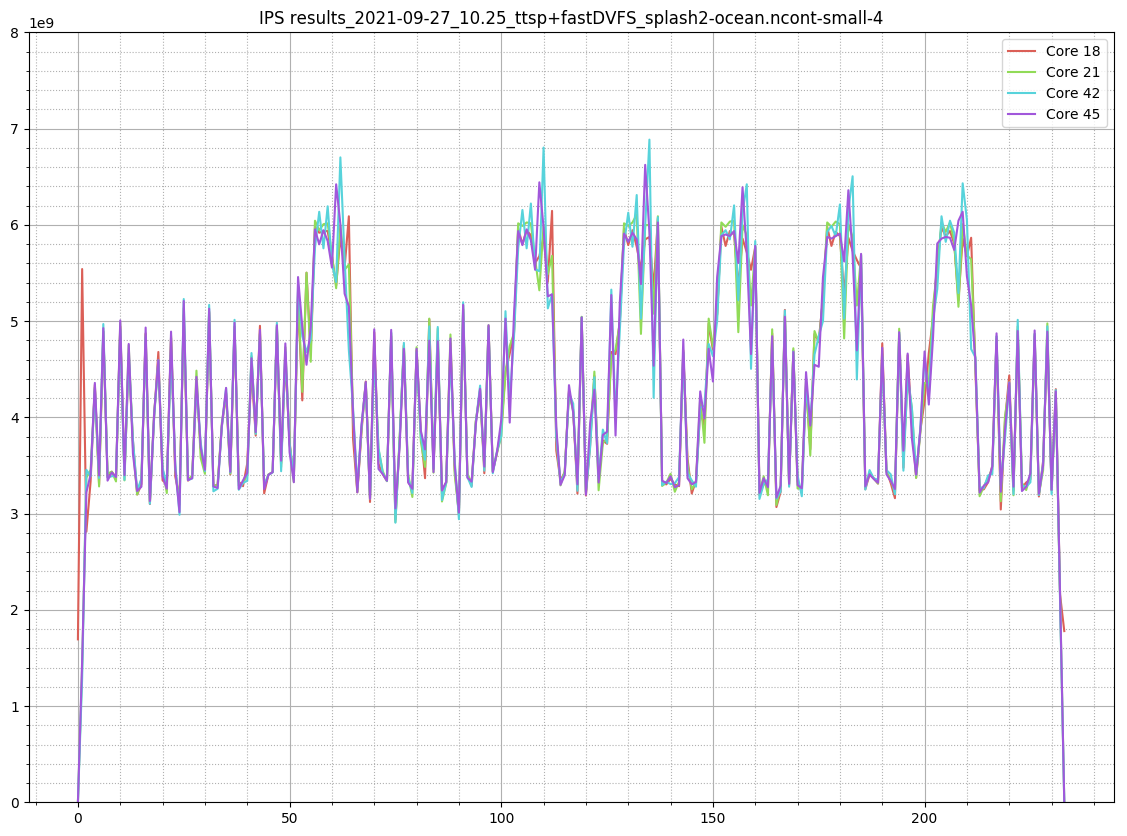 IPS results_2021-09-27_10.25_ttsp+fastDVFS_splash2-ocean.ncont-small-4
1e9
8
7
6
5
4
3
2
1
0
Core 18
Core 21
Core 42
Core 45
0 50 100 150 200